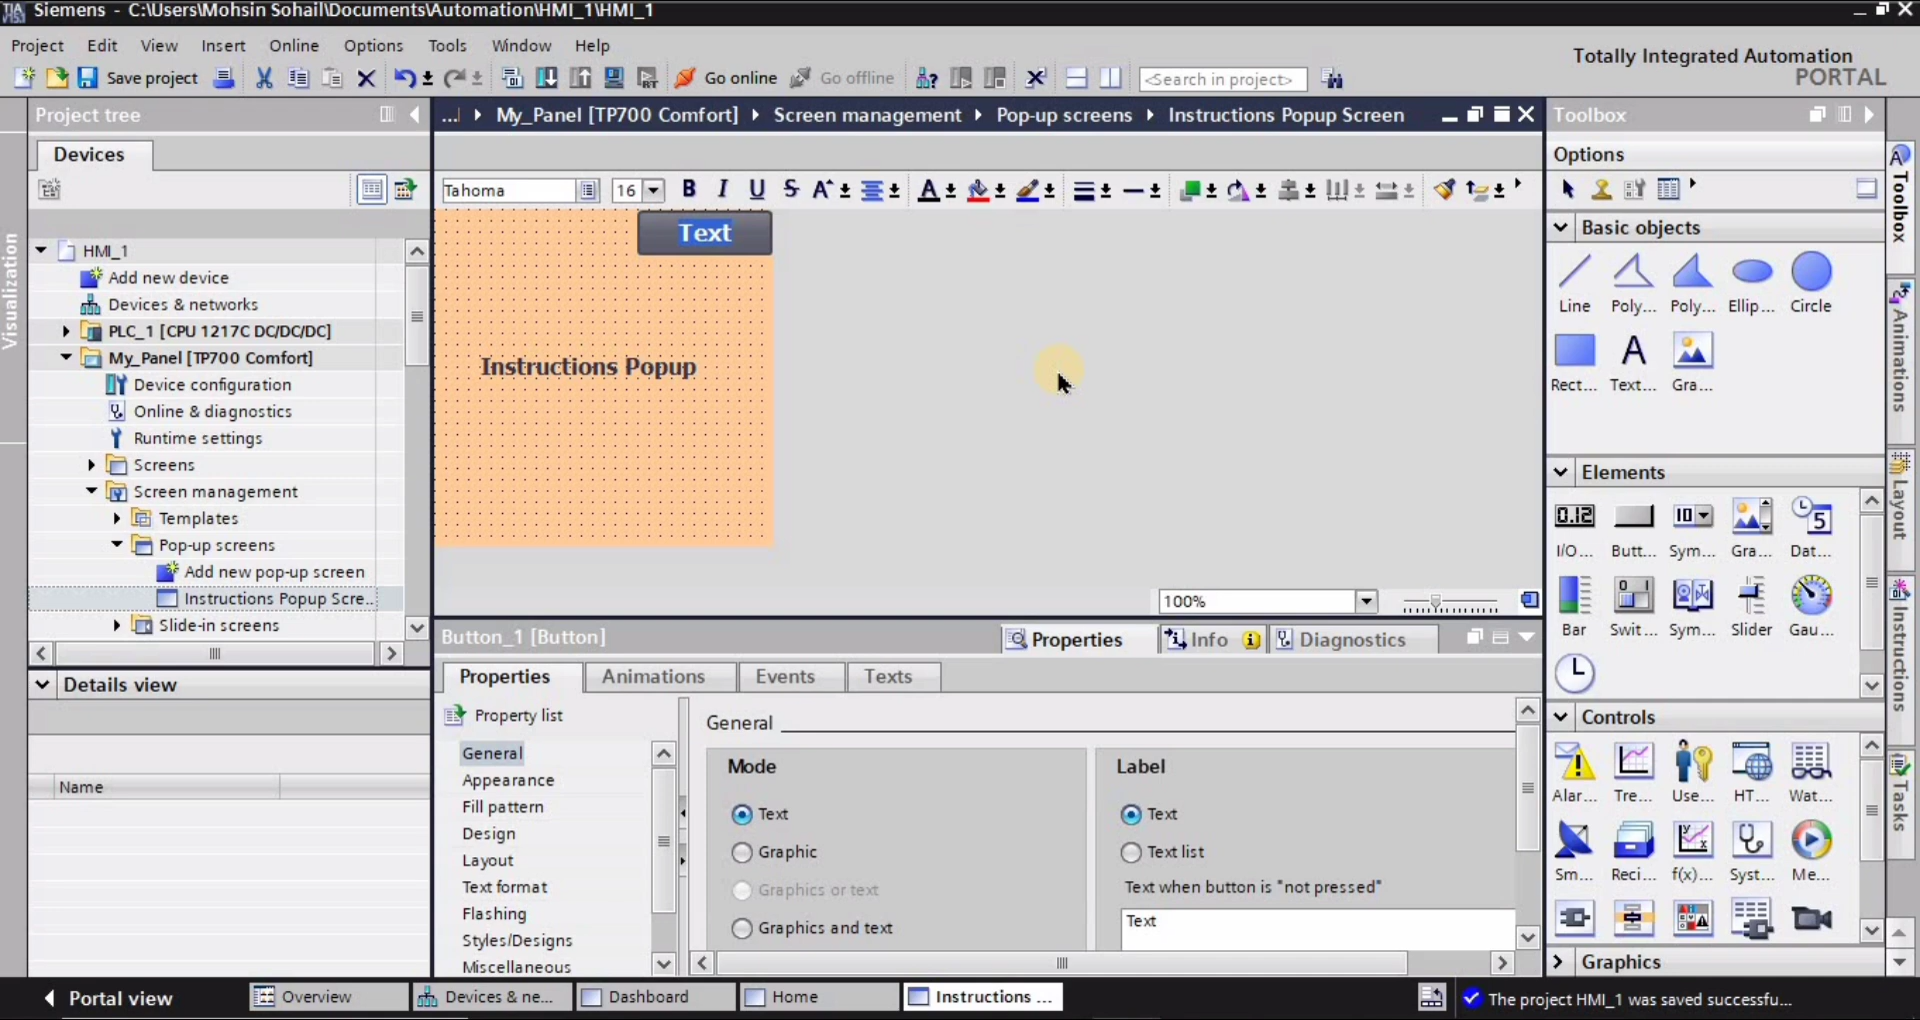 Siemens - C:\Users\Mohsin Sohail\Documents\Automation\HMI_1\HMI_1
Project Edit View Insert Online Options Tools Window Help
Totally Integrated Automation
PORTAL
Save project Go online Go offline <Search in project>
Project tree
... My_Panel [TP700 Comfort] Screen management Pop-up screens Instructions Popup Screen
Toolbox
Devices
Options
Tahoma 16 B I U S A A
Visualization
HMI_1
Add new device
Devices & networks
PLC_1 [CPU 1217C DC/DC/DC]
My_Panel [TP700 Comfort]
Device configuration
Online & diagnostics
Runtime settings
Screens
Screen management
Templates
Pop-up screens
Add new pop-up screen
Instructions Popup Scre..
Slide-in screens
Details view
Name
Text
Instructions Popup
100%
Button_1 [Button]
Properties Info Diagnostics
Properties Animations Events Texts
Property list
General
Appearance
Fill pattern
Design
Layout
Text format
Flashing
Styles/Designs
Miscellaneous
General
Mode
Text
Graphic
Graphics or text
Graphics and text
Label
Text
Text list
Text when button is "not pressed"
Text
Basic objects
Line Poly... Poly... Ellip... Circle
Rect... Text... Gra...
Elements
I/O... Butt... Sym... Gra... Dat...
Bar Swit... Sym... Slider Gau...
Controls
Alar... Tre... Use... HT... Wat...
Sm... Reci... f(x)... Syst... Me...
Graphics
Toolbox
Animations
Layout
Instructions
Tasks
Portal view Overview Devices & ne... Dashboard Home Instructions ... The project HMI_1 was saved successfu...